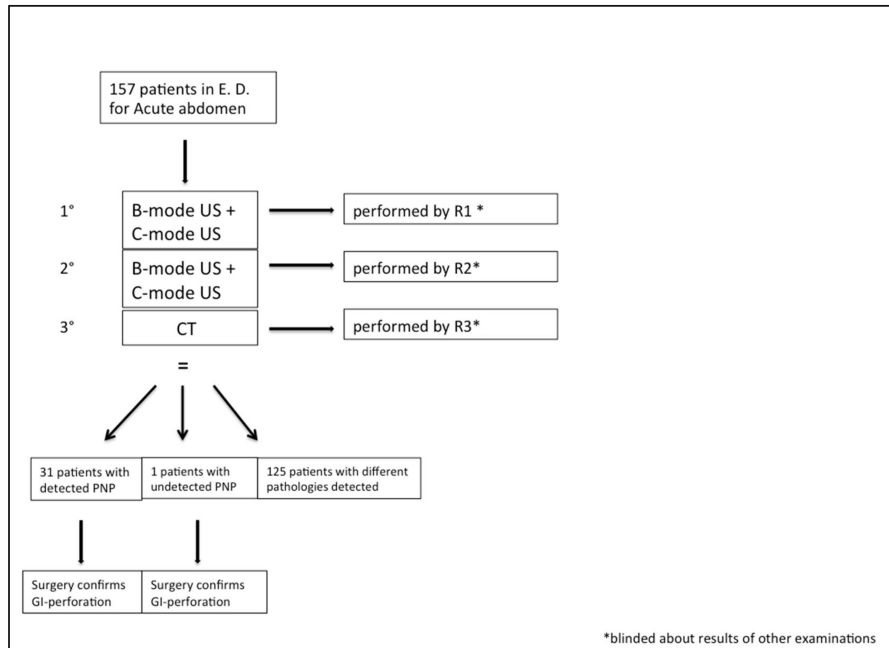 157 patients in E. D.
for Acute abdomen
1°
B-mode US +
C-mode US
performed by R1 *
2°
B-mode US +
C-mode US
performed by R2*
3°
CT
performed by R3*
=
31 patients with
detected PNP
1 patients with
undetected PNP
125 patients with different
pathologies detected
Surgery confirms
GI-perforation
Surgery confirms
GI-perforation
*blinded about results of other examinations